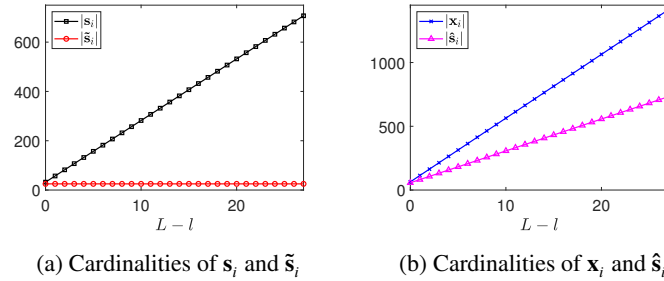 |s_i|
|s̃_i|
600
400
200
0
0 10 20
L − l
(a) Cardinalities of s_i and s̃_i
|x_i|
|ŝ_i|
1000
500
0
0 10 20
L − l
(b) Cardinalities of x_i and ŝ_i